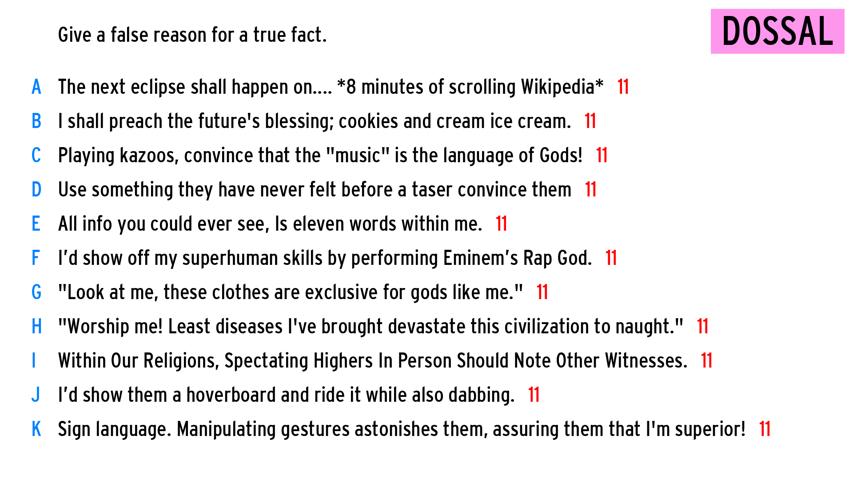 Give a false reason for a true fact.
DOSSAL
A The next eclipse shall happen on.... *8 minutes of scrolling Wikipedia* 11
B I shall preach the future's blessing; cookies and cream ice cream. 11
C Playing kazoos, convince that the "music" is the language of Gods! 11
D Use something they have never felt before a taser convince them 11
E All info you could ever see, Is eleven words within me. 11
F I'd show off my superhuman skills by performing Eminem's Rap God. 11
G "Look at me, these clothes are exclusive for gods like me." 11
H "Worship me! Least diseases I've brought devastate this civilization to naught." 11
I Within Our Religions, Spectating Highers In Person Should Note Other Witnesses. 11
J I'd show them a hoverboard and ride it while also dabbing. 11
K Sign language. Manipulating gestures astonishes them, assuring them that I'm superior! 11